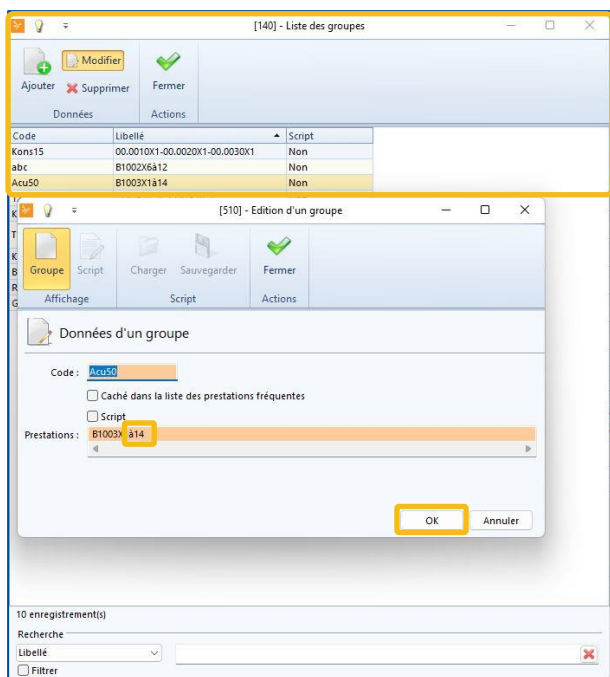 [140] - Liste des groupes
Ajouter
Modifier
Supprimer
Fermer
Données
Actions
Code Libellé Script
Kons15 00.0010X1-00.0020X1-00.0030X1 Non
abc B1002X6à12 Non
Acu50 B1003X1à14 Non
[510] - Edition d'un groupe
Groupe Script Charger Sauvegarder Fermer
Affichage Script Actions
Données d'un groupe
Code : Acu50
Caché dans la liste des prestations fréquentes
Script
Prestations : B1003X à14
OK Annuler
10 enregistrement(s)
Recherche
Libellé
Filtrer